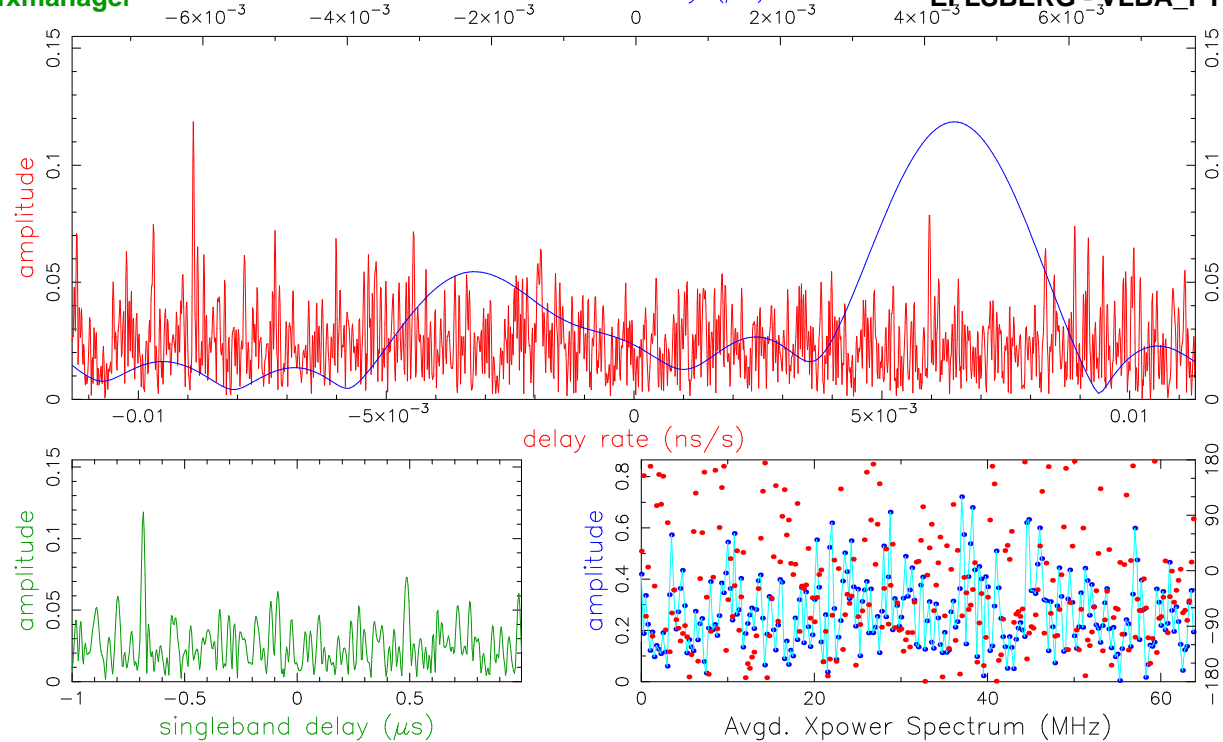 −6×10⁻³ −4×10⁻³ −2×10⁻³ 0 2×10⁻³ 4×10⁻³ 6×10⁻³
amplitude
0 0.05 0.1 0.15
0 0.05 0.1 0.15
−0.01 −5×10⁻³ 0 5×10⁻³ 0.01
delay rate (ns/s)
amplitude
0 0.05 0.1 0.15
−1 −0.5 0 0.5
singleband delay (μs)
amplitude
0 0.2 0.4 0.6 0.8
−180 −90 0 90 180
0 20 40 60
Avgd. Xpower Spectrum (MHz)